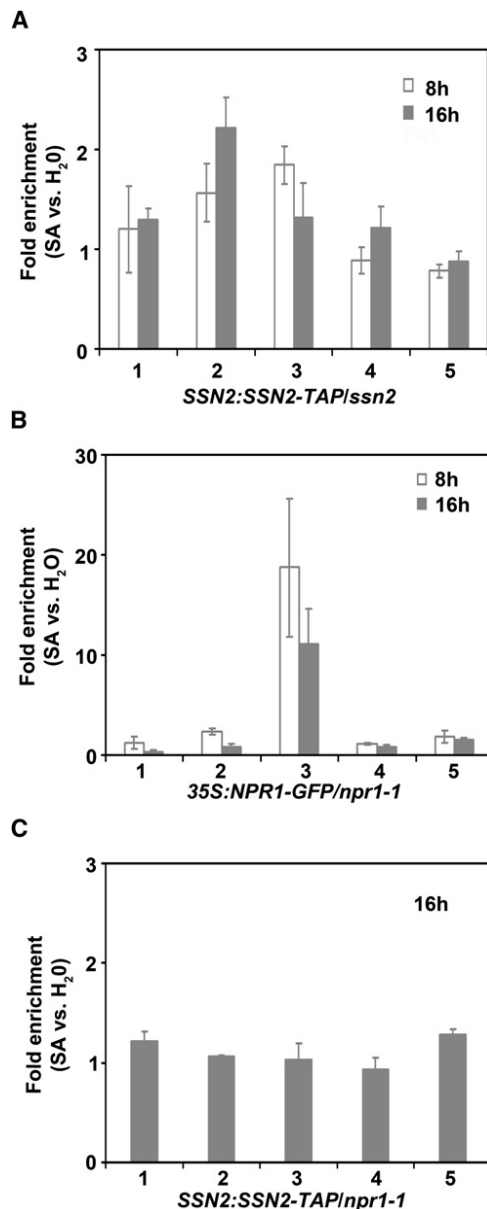 A
Fold enrichment
(SA vs. H20)
3
2
1
0
8h
16h
1 2 3 4 5
SSN2:SSN2-TAP/ssn2
B
Fold enrichment
(SA vs. H2O)
30
20
10
0
8h
16h
1 2 3 4 5
35S:NPR1-GFP/npr1-1
C
Fold enrichment
(SA vs. H20)
3
2
1
0
16h
1 2 3 4 5
SSN2:SSN2-TAP/npr1-1